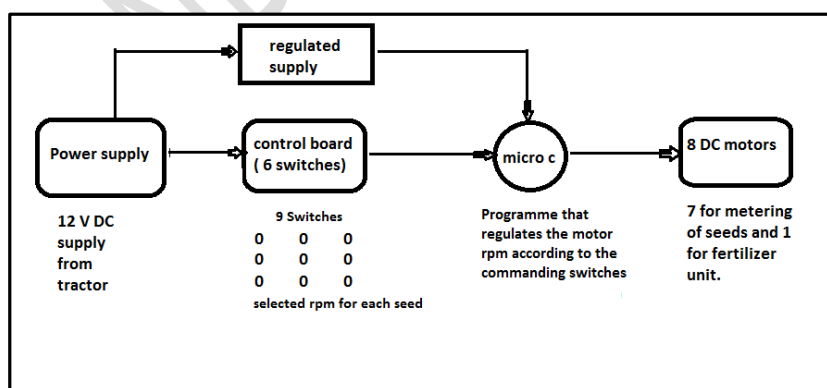 regulated
supply
Power supply
control board
( 6 switches)
micro c
8 DC motors
12 V DC
supply
from
tractor
9 Switches
0 0 0
0 0 0
0 0 0
selected rpm for each seed
Programme that
regulates the motor
rpm according to the
commanding switches
7 for metering
of seeds and 1
for fertilizer
unit.